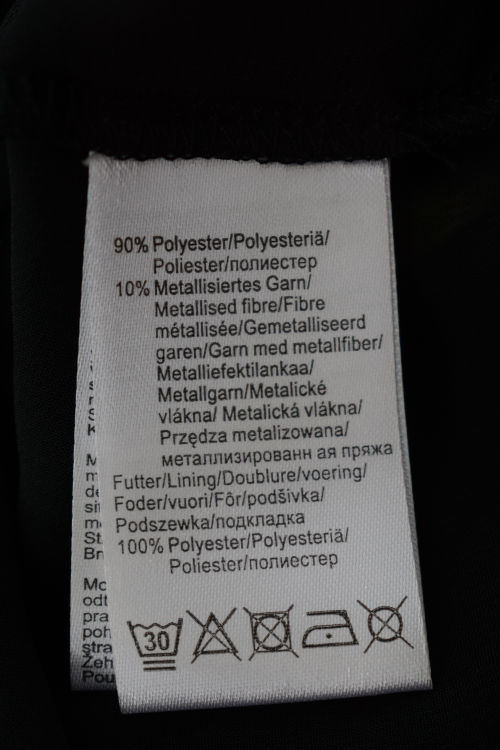 90% Polyester/Polyesteriä/
Poliester/полиестер
10% Metallisiertes Garn/
Metallised fibre/Fibre
métallisée/Gemetalliseerd
garen/Garn med metallfiber/
Metalliefektilankaa/
Metallgarn/Metalické
vlákna/ Metalická vlákna/
Przędza metalizowana/
металлизированн ая пряжа
Futter/Lining/Doublure/voering/
Foder/vuori/Fôr/podšívka/
Podszewka/подкладка
100% Polyester/Polyesteriä/
Poliester/полиестер
30